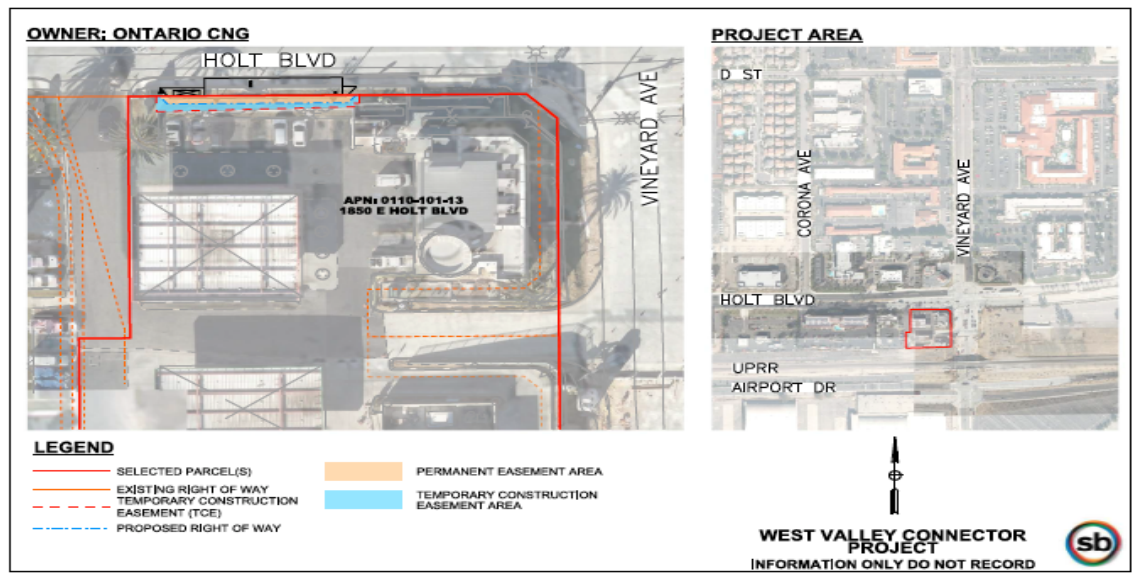 OWNER: ONTARIO CNG
HOLT BLVD
VINEYARD AVE
APN: 0110-101-13
1850 E HOLT BLVD
PROJECT AREA
D ST
CORONA AVE
VINEYARD AVE
HOLT BLVD
UPRR
AIRPORT DR
LEGEND
SELECTED PARCEL(S)
EXISTING RIGHT OF WAY
TEMPORARY CONSTRUCTION
EASEMENT (TCE)
PROPOSED RIGHT OF WAY
PERMANENT EASEMENT AREA
TEMPORARY CONSTRUCTION
EASEMENT AREA
WEST VALLEY CONNECTOR
PROJECT
INFORMATION ONLY DO NOT RECORD
sb